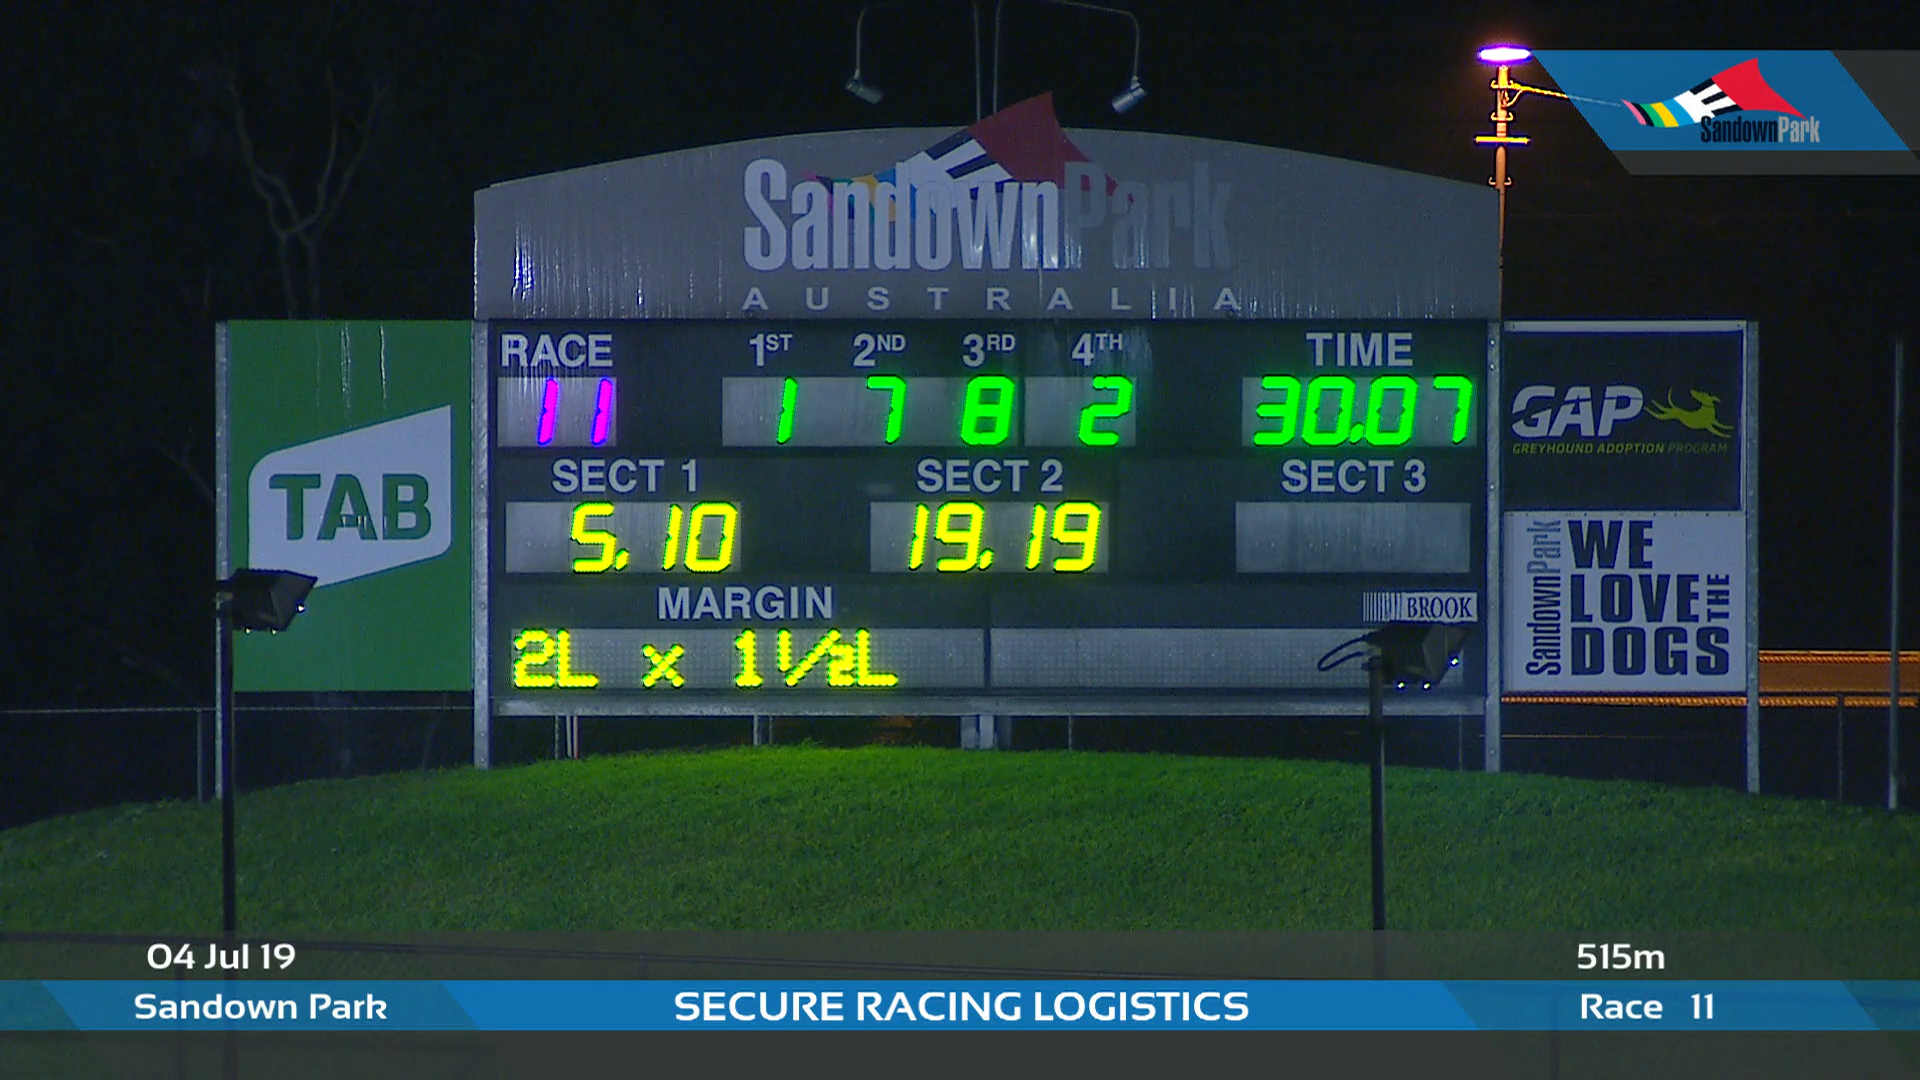 SandownPark
SandownPark
AUSTRALIA
RACE 1ST 2ND 3RD 4TH TIME
11 1 7 8 2 30.07
SECT 1 SECT 2 SECT 3
5.10 19.19
MARGIN
BROOK
2L x 1½L
TAB
GAP
GREYHOUND ADOPTION PROGRAM
SandownPark
WE
LOVE THE
DOGS
04 Jul 19
515m
Sandown Park
SECURE RACING LOGISTICS
Race 11